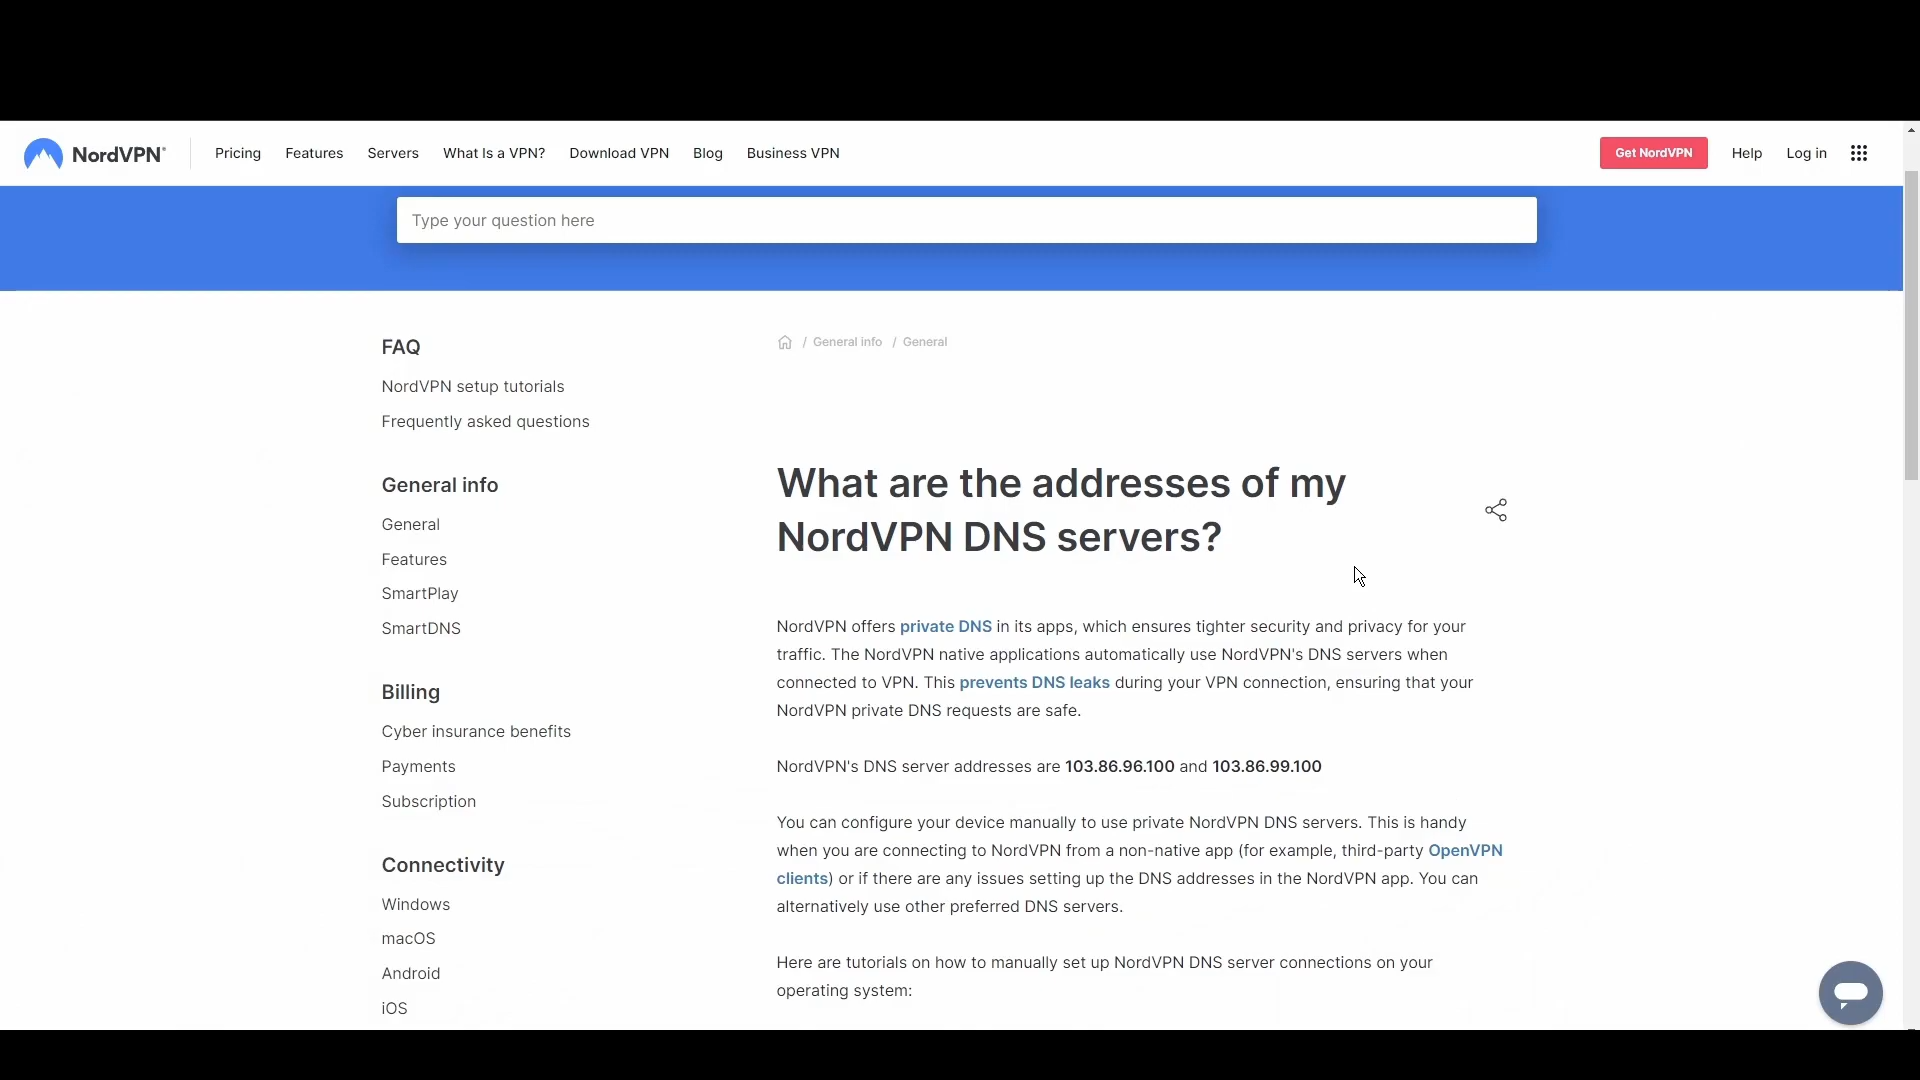 NordVPN®
Pricing
Features
Servers
What Is a VPN?
Download VPN
Blog
Business VPN
Get NordVPN
Help
Log in
Type your question here
FAQ
NordVPN setup tutorials
Frequently asked questions
General info
General
Features
SmartPlay
SmartDNS
Billing
Cyber insurance benefits
Payments
Subscription
Connectivity
Windows
macOS
Android
iOS
/ General info / General
What are the addresses of my
NordVPN DNS servers?
NordVPN offers private DNS in its apps, which ensures tighter security and privacy for your
traffic. The NordVPN native applications automatically use NordVPN's DNS servers when
connected to VPN. This prevents DNS leaks during your VPN connection, ensuring that your
NordVPN private DNS requests are safe.
NordVPN's DNS server addresses are 103.86.96.100 and 103.86.99.100
You can configure your device manually to use private NordVPN DNS servers. This is handy
when you are connecting to NordVPN from a non-native app (for example, third-party OpenVPN
clients) or if there are any issues setting up the DNS addresses in the NordVPN app. You can
alternatively use other preferred DNS servers.
Here are tutorials on how to manually set up NordVPN DNS server connections on your
operating system: